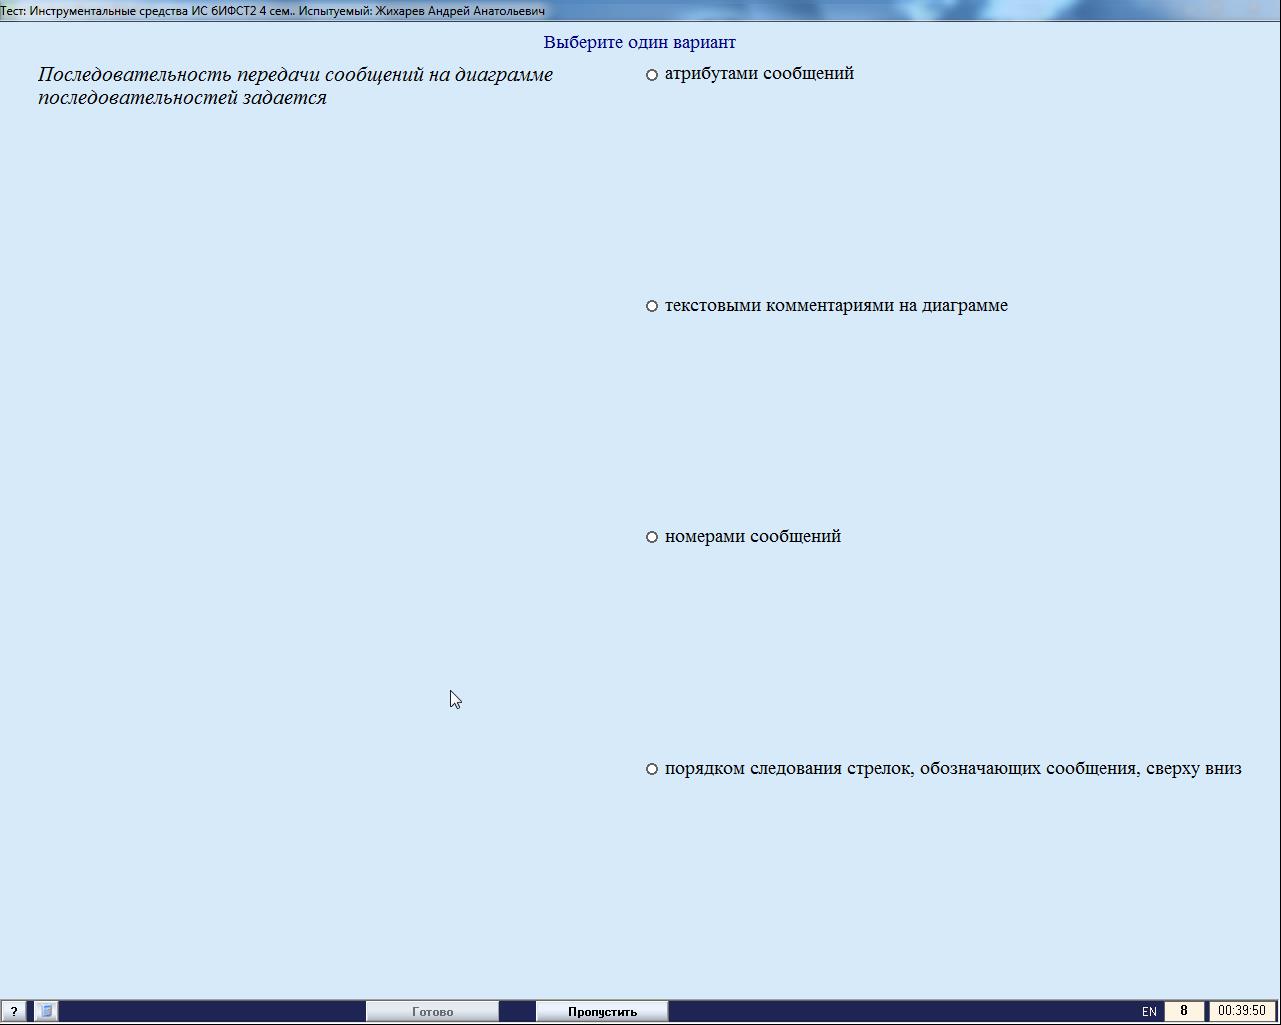 Тест: Инструментальные средства ИС бИФСТ2 4 сем.. Испытуемый: Жихарев Андрей Анатольевич
Выберите один вариант
Последовательность передачи сообщений на диаграмме
последовательностей задается
атрибутами сообщений
текстовыми комментариями на диаграмме
номерами сообщений
порядком следования стрелок, обозначающих сообщения, сверху вниз
? Готово Пропустить EN 8 00:39:50